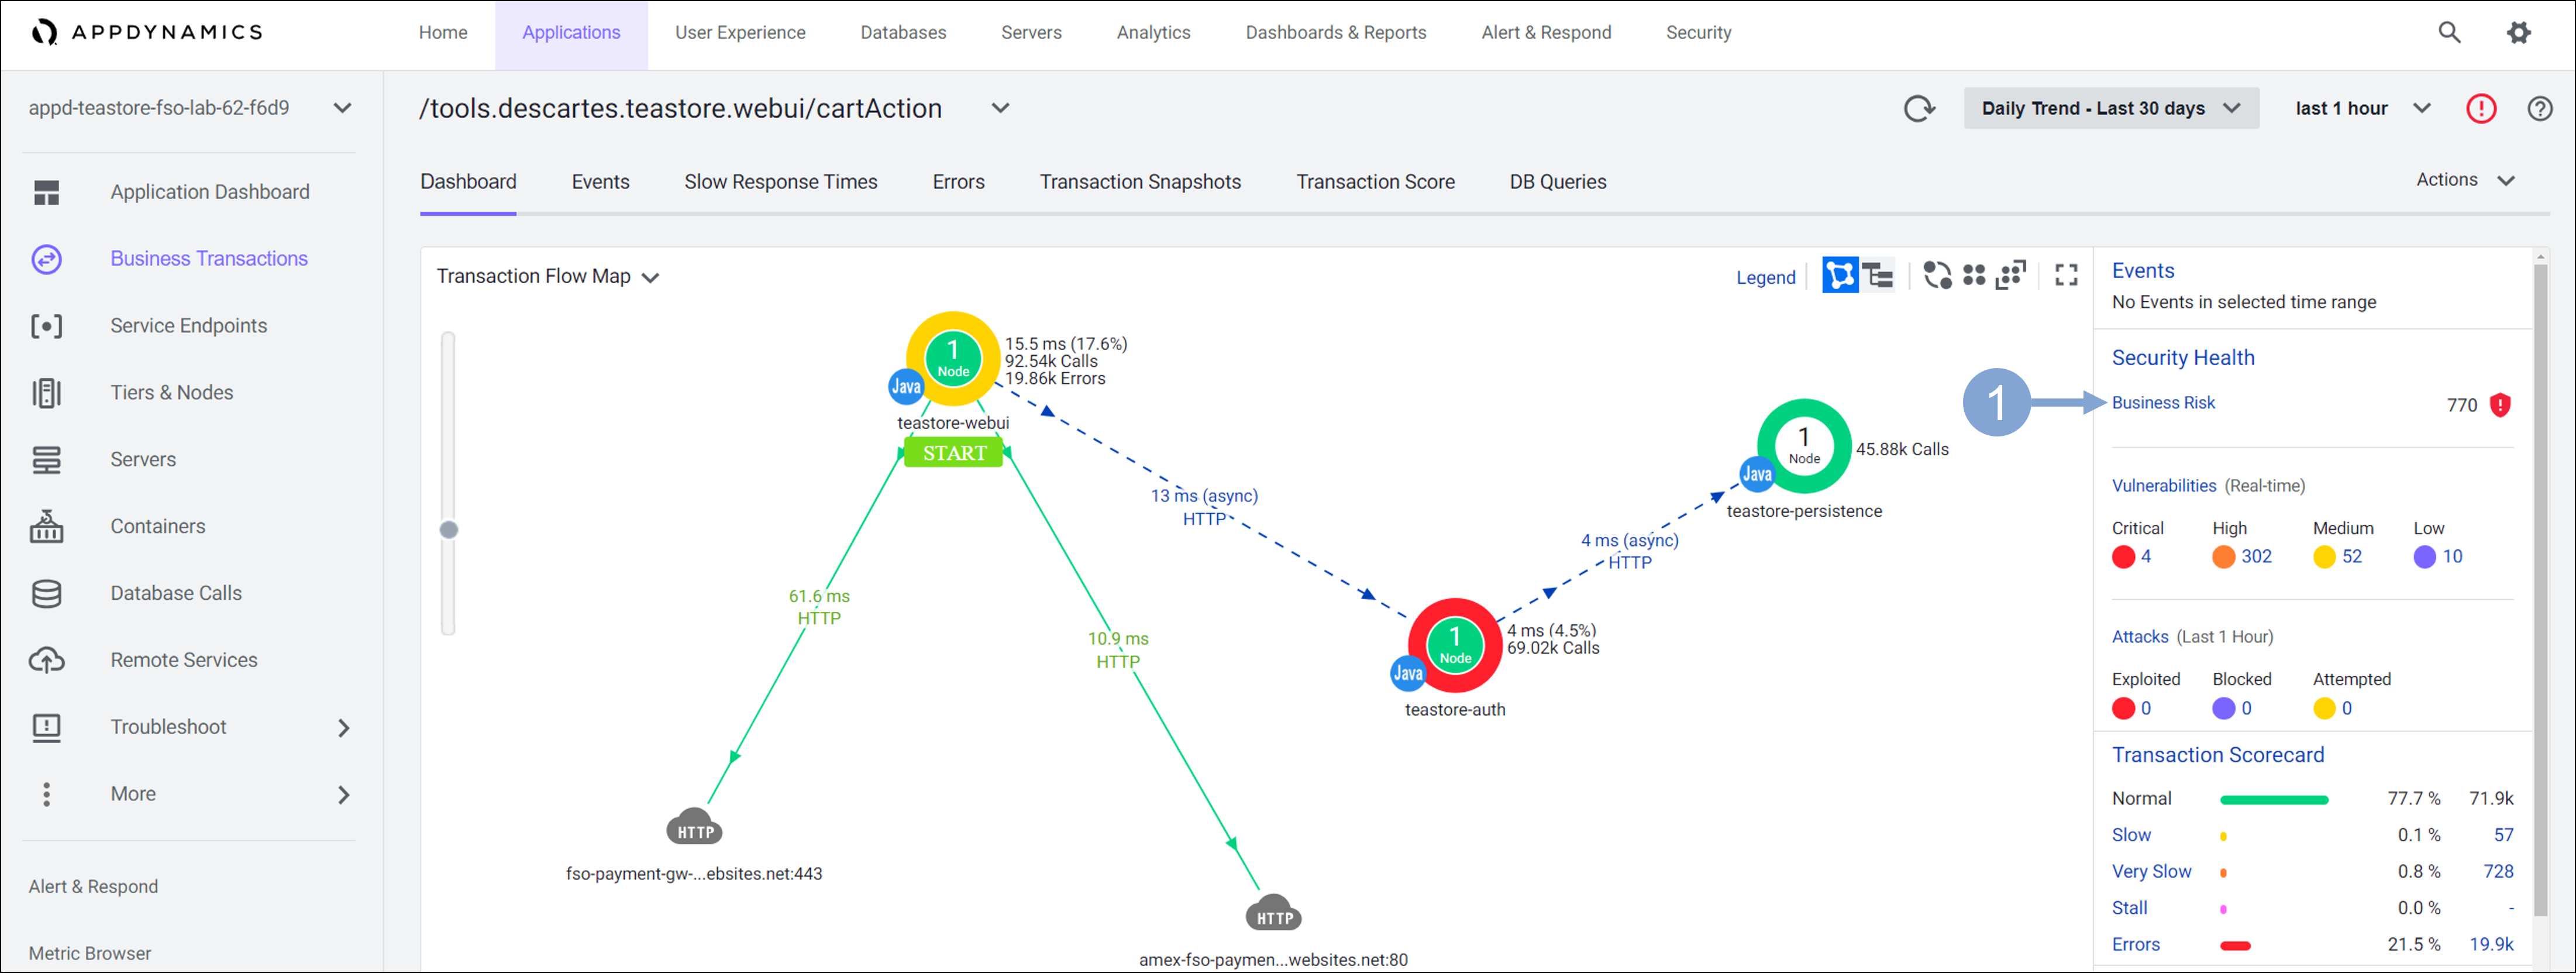 APPDYNAMICS
Home
Applications
User Experience
Databases
Servers
Analytics
Dashboards & Reports
Alert & Respond
Security
appd-teastore-fso-lab-62-f6d9
/tools.descartes.teastore.webui/cartAction
Daily Trend - Last 30 days
last 1 hour
Dashboard
Events
Slow Response Times
Errors
Transaction Snapshots
Transaction Score
DB Queries
Actions
Application Dashboard
Business Transactions
Service Endpoints
Tiers & Nodes
Servers
Containers
Database Calls
Remote Services
Troubleshoot
More
Alert & Respond
Metric Browser
Transaction Flow Map
Legend
1
Node
Java
15.5 ms (17.6%)
92.54k Calls
19.86k Errors
teastore-webui
START
13 ms (async)
HTTP
61.6 ms
HTTP
10.9 ms
HTTP
1
Node
Java
45.88k Calls
teastore-persistence
4 ms (async)
HTTP
1
Node
Java
4 ms (4.5%)
69.02k Calls
teastore-auth
HTTP
fso-payment-gw-...ebsites.net:443
HTTP
amex-fso-paymen...websites.net:80
1
Events
No Events in selected time range
Security Health
Business Risk 770
Vulnerabilities (Real-time)
Critical High Medium Low
4 302 52 10
Attacks (Last 1 Hour)
Exploited Blocked Attempted
0 0 0
Transaction Scorecard
Normal 77.7 % 71.9k
Slow 0.1 % 57
Very Slow 0.8 % 728
Stall 0.0 % -
Errors 21.5 % 19.9k